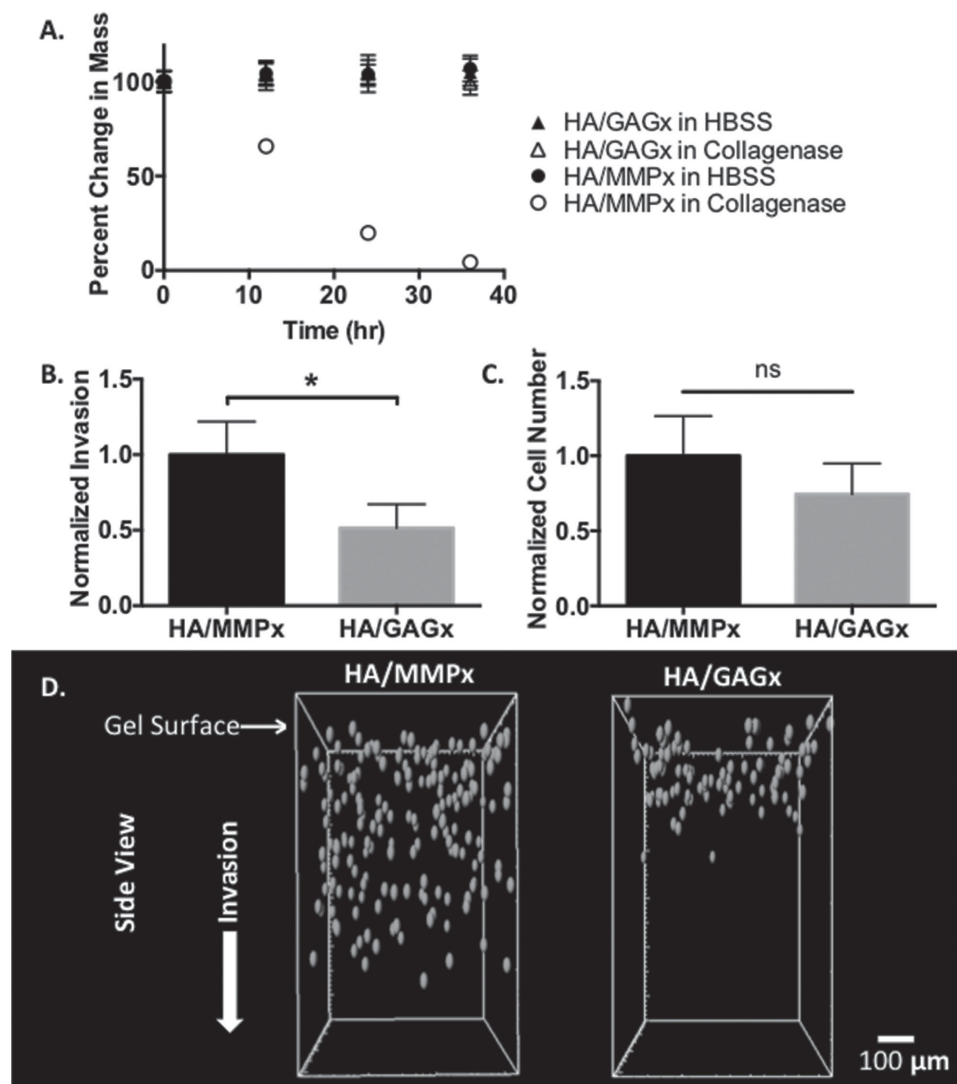 A.
Percent Change in Mass
100
50
0
0 10 20 30 40
Time (hr)
HA/GAGx in HBSS
HA/GAGx in Collagenase
HA/MMPx in HBSS
HA/MMPx in Collagenase
B.
Normalized Invasion
1.5
1.0
0.5
0.0
*
HA/MMPx HA/GAGx
C.
Normalized Cell Number
1.5
1.0
0.5
0.0
ns
HA/MMPx HA/GAGx
D.
HA/MMPx HA/GAGx
Gel Surface
Side View
Invasion
100 μm